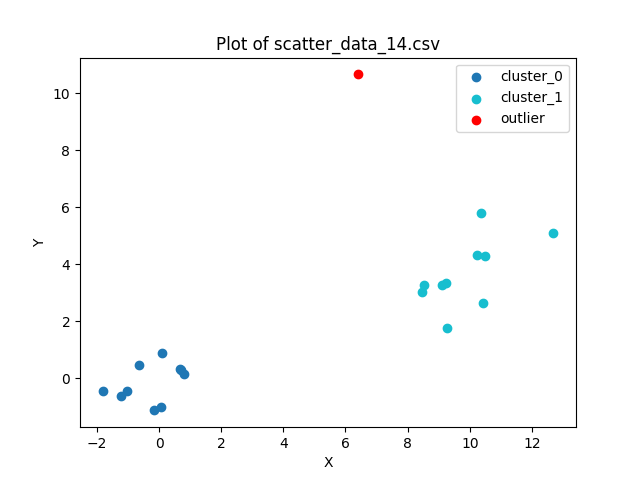 Plot of scatter_data_14.csv
cluster_0
cluster_1
outlier
10
8
6
4
2
0
Y
−2 0 2 4 6 8 10 12
X